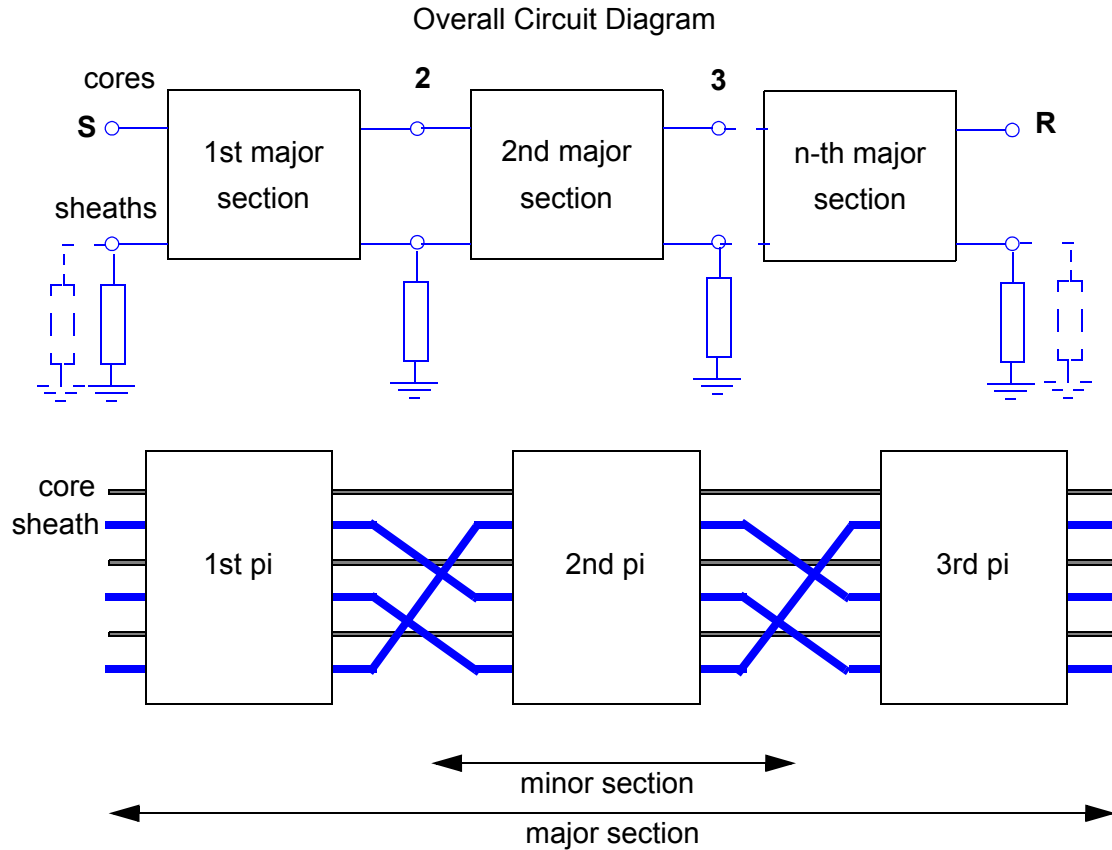 Overall Circuit Diagram
cores
2
3
S
R
1st major
section
2nd major
section
n-th major
section
sheaths
core
sheath
1st pi
2nd pi
3rd pi
minor section
major section